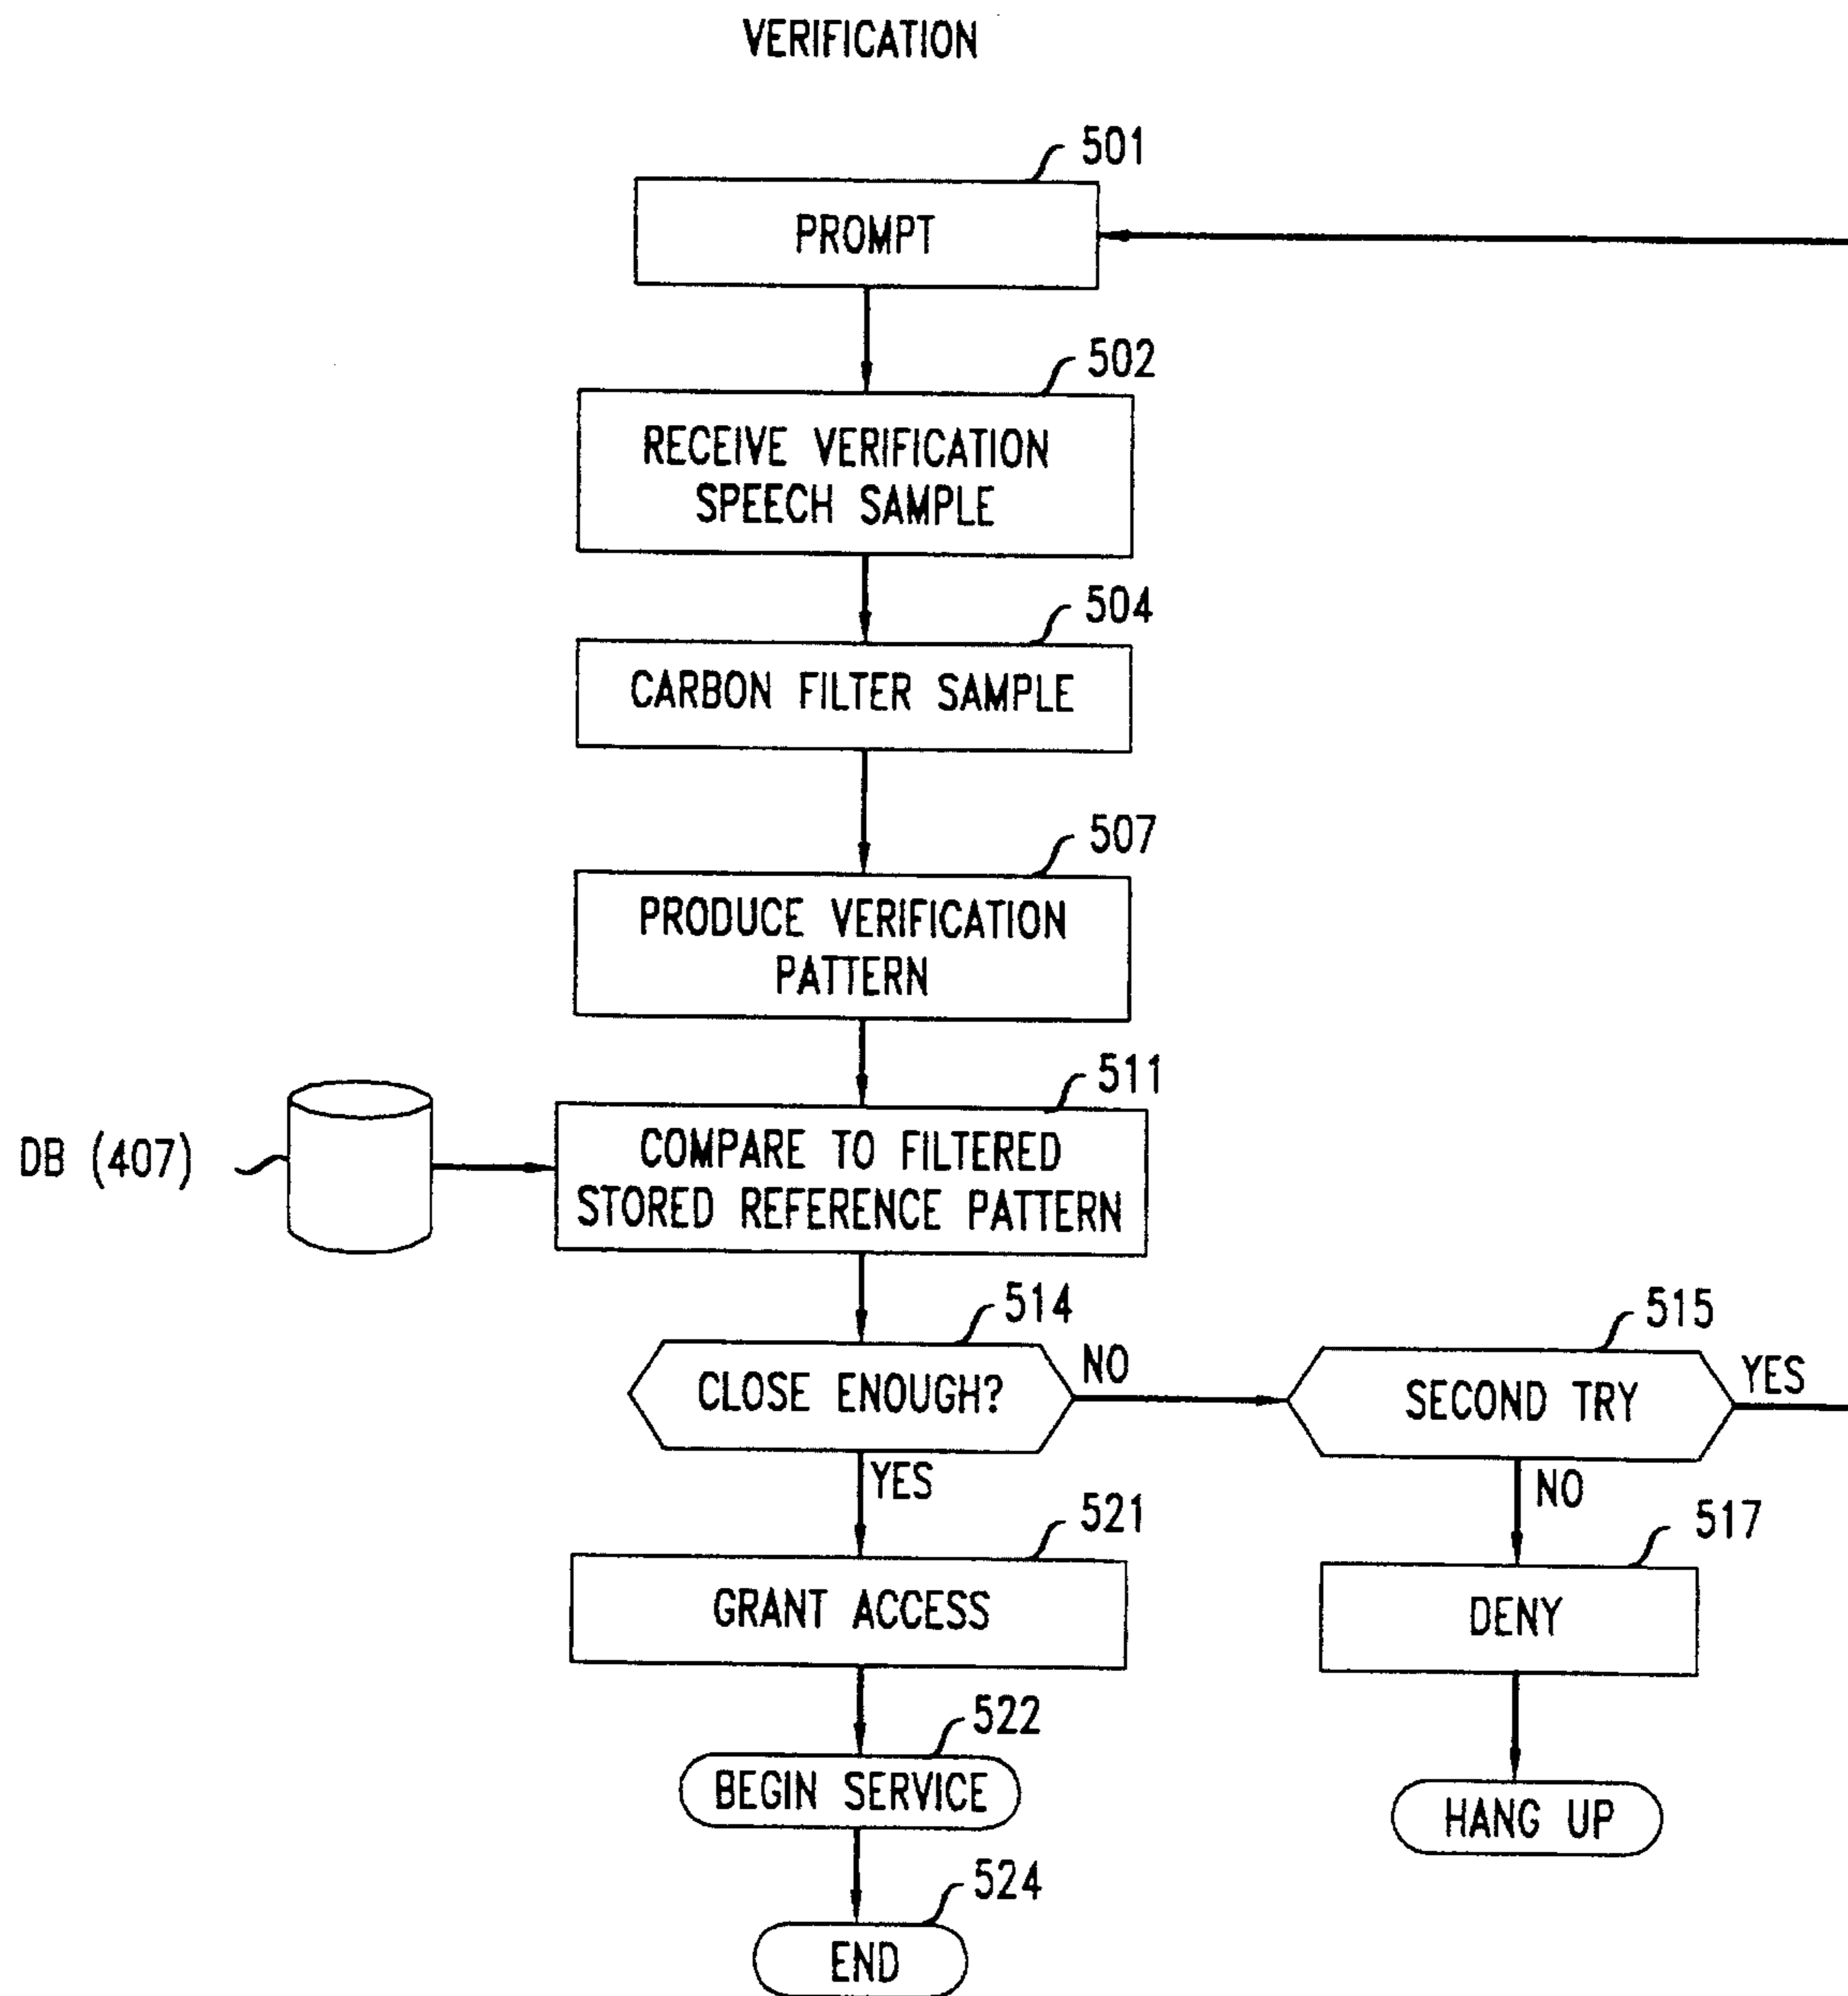 VERIFICATION
501
PROMPT
502
RECEIVE VERIFICATION
SPEECH SAMPLE
504
CARBON FILTER SAMPLE
507
PRODUCE VERIFICATION
PATTERN
511
DB (407)
COMPARE TO FILTERED
STORED REFERENCE PATTERN
514
CLOSE ENOUGH?
NO
515
SECOND TRY
YES
YES
NO
521
GRANT ACCESS
517
DENY
522
BEGIN SERVICE
HANG UP
524
END